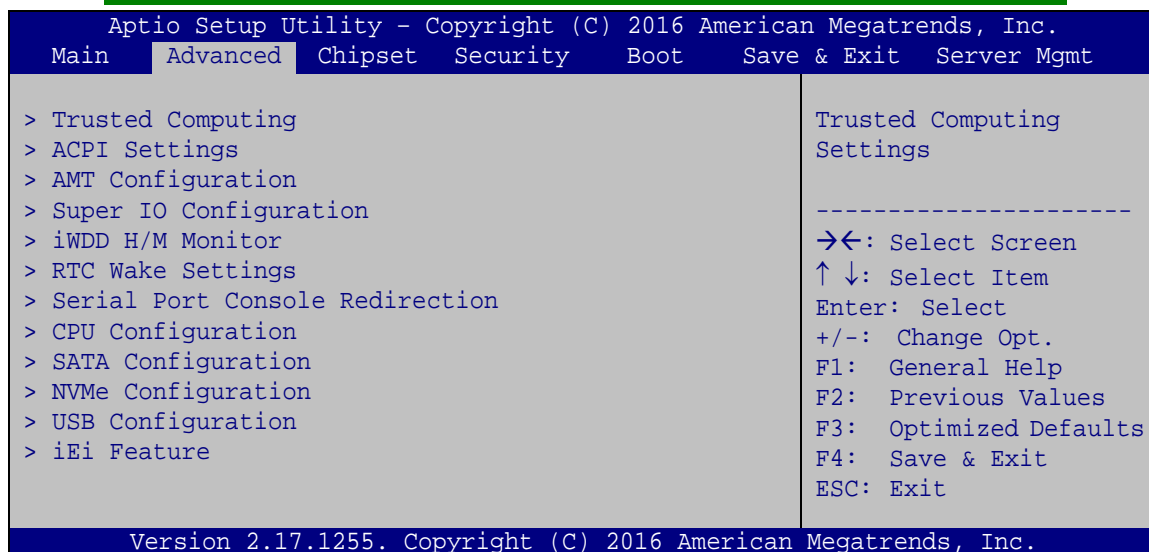 Aptio Setup Utility – Copyright (C) 2016 American Megatrends, Inc.
Main Advanced Chipset Security Boot Save & Exit Server Mgmt
> Trusted Computing
> ACPI Settings
> AMT Configuration
> Super IO Configuration
> iWDD H/M Monitor
> RTC Wake Settings
> Serial Port Console Redirection
> CPU Configuration
> SATA Configuration
> NVMe Configuration
> USB Configuration
> iEi Feature
Trusted Computing
Settings
----------------------
→←: Select Screen
↑ ↓: Select Item
Enter: Select
+/-: Change Opt.
F1: General Help
F2: Previous Values
F3: Optimized Defaults
F4: Save & Exit
ESC: Exit
Version 2.17.1255. Copyright (C) 2016 American Megatrends, Inc.